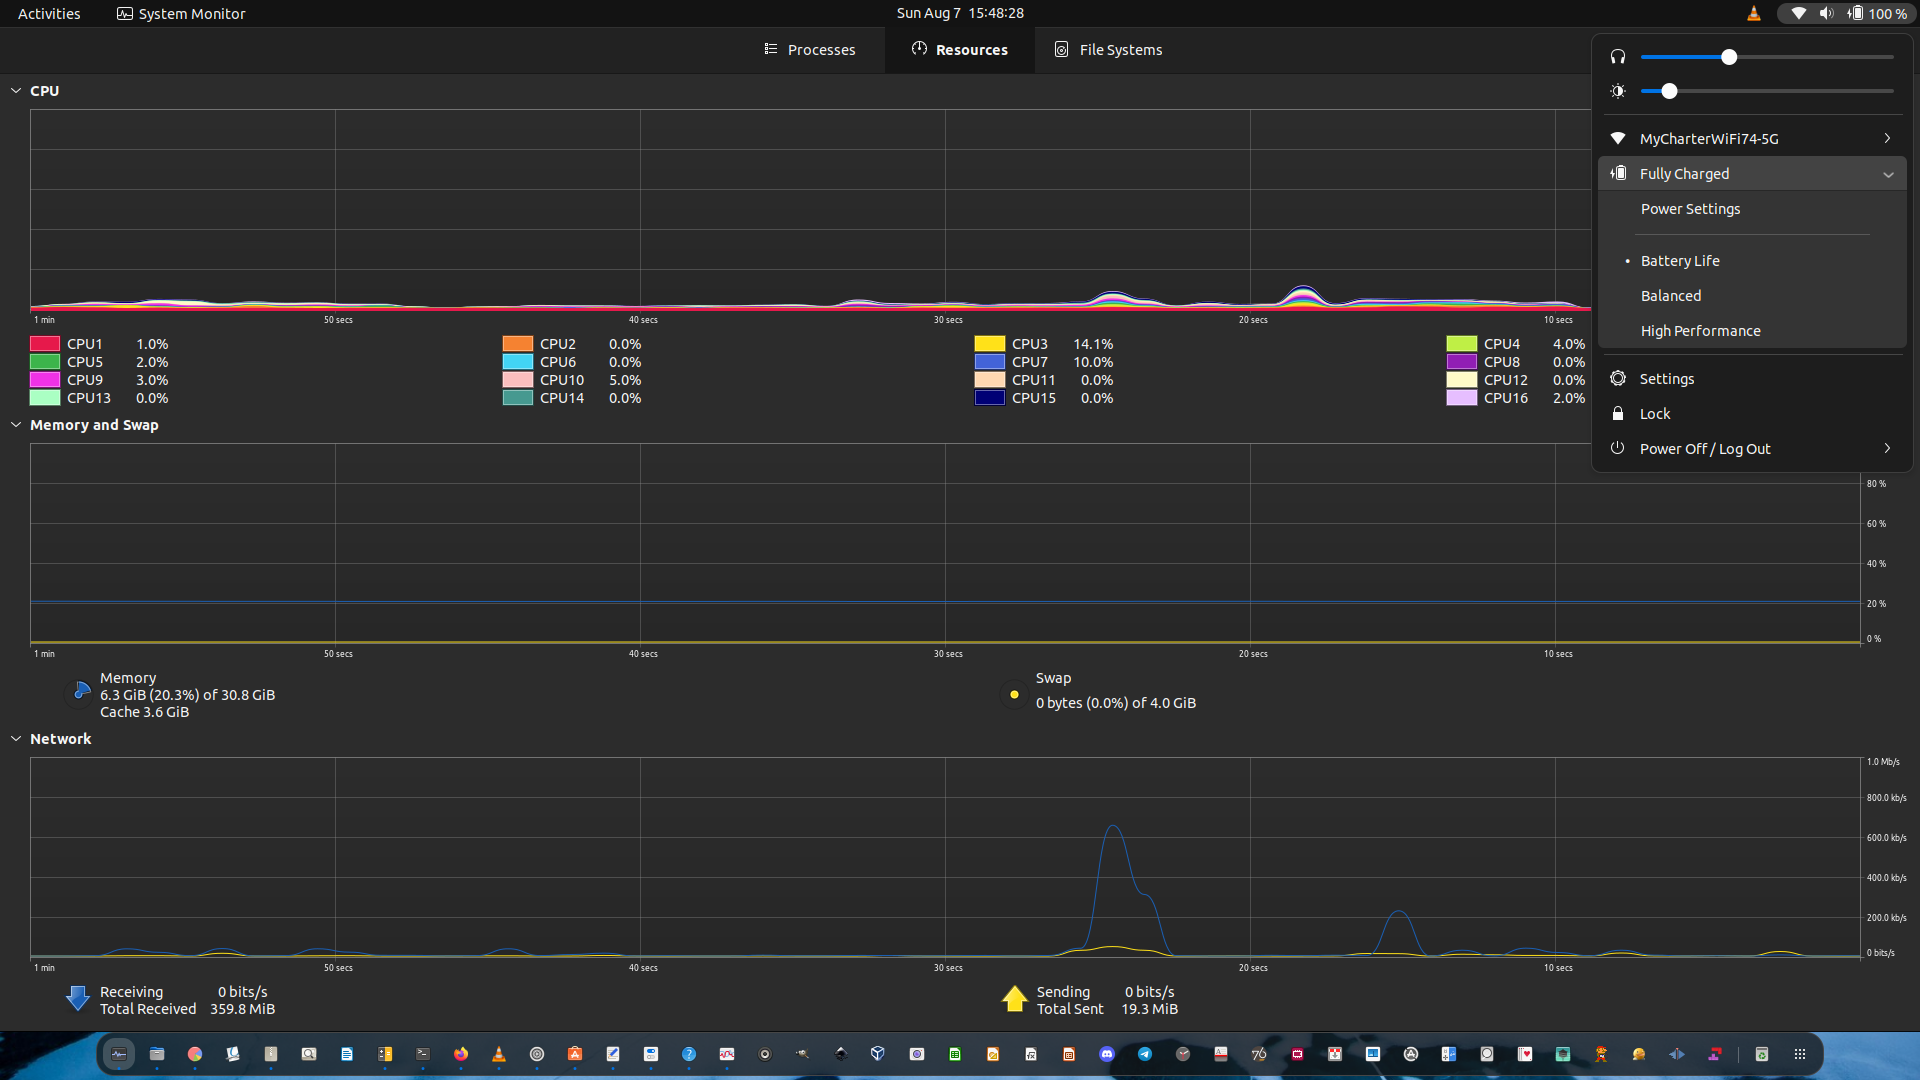 Activities System Monitor Sun Aug 7 15:48:28 100 %
Processes Resources File Systems
CPU
1 min 50 secs 40 secs 30 secs 20 secs 10 secs
CPU1 1.0% CPU2 0.0% CPU3 14.1% CPU4 4.0%
CPU5 2.0% CPU6 0.0% CPU7 10.0% CPU8 0.0%
CPU9 3.0% CPU10 5.0% CPU11 0.0% CPU12 0.0%
CPU13 0.0% CPU14 0.0% CPU15 0.0% CPU16 2.0%
MyCharterWiFi74-5G
Fully Charged
Power Settings
• Battery Life
Balanced
High Performance
Settings
Lock
Power Off / Log Out
Memory and Swap
80 %
60 %
40 %
20 %
0 %
1 min 50 secs 40 secs 30 secs 20 secs 10 secs
Memory
6.3 GiB (20.3%) of 30.8 GiB
Cache 3.6 GiB
Swap
0 bytes (0.0%) of 4.0 GiB
Network
1.0 Mb/s
800.0 kb/s
600.0 kb/s
400.0 kb/s
200.0 kb/s
0 bits/s
1 min 50 secs 40 secs 30 secs 20 secs 10 secs
Receiving 0 bits/s
Total Received 359.8 MiB
Sending 0 bits/s
Total Sent 19.3 MiB
76